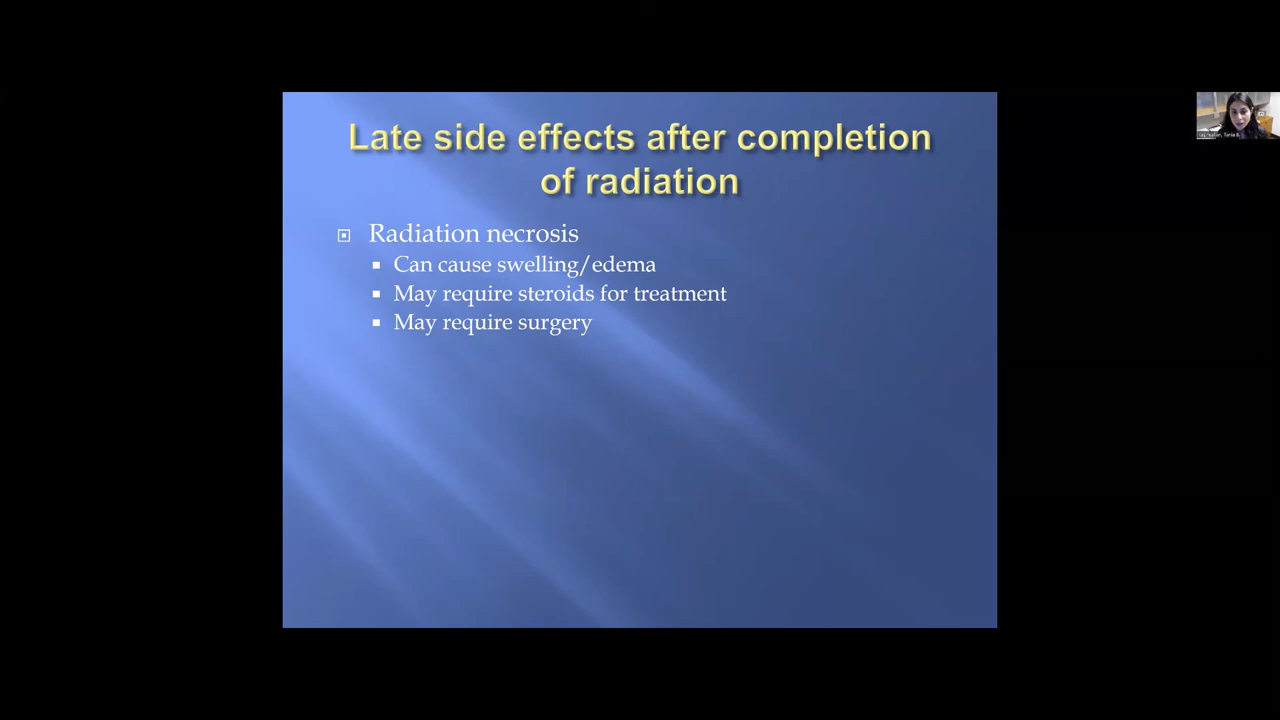 Late side effects after completion
of radiation
Radiation necrosis
Can cause swelling/edema
May require steroids for treatment
May require surgery